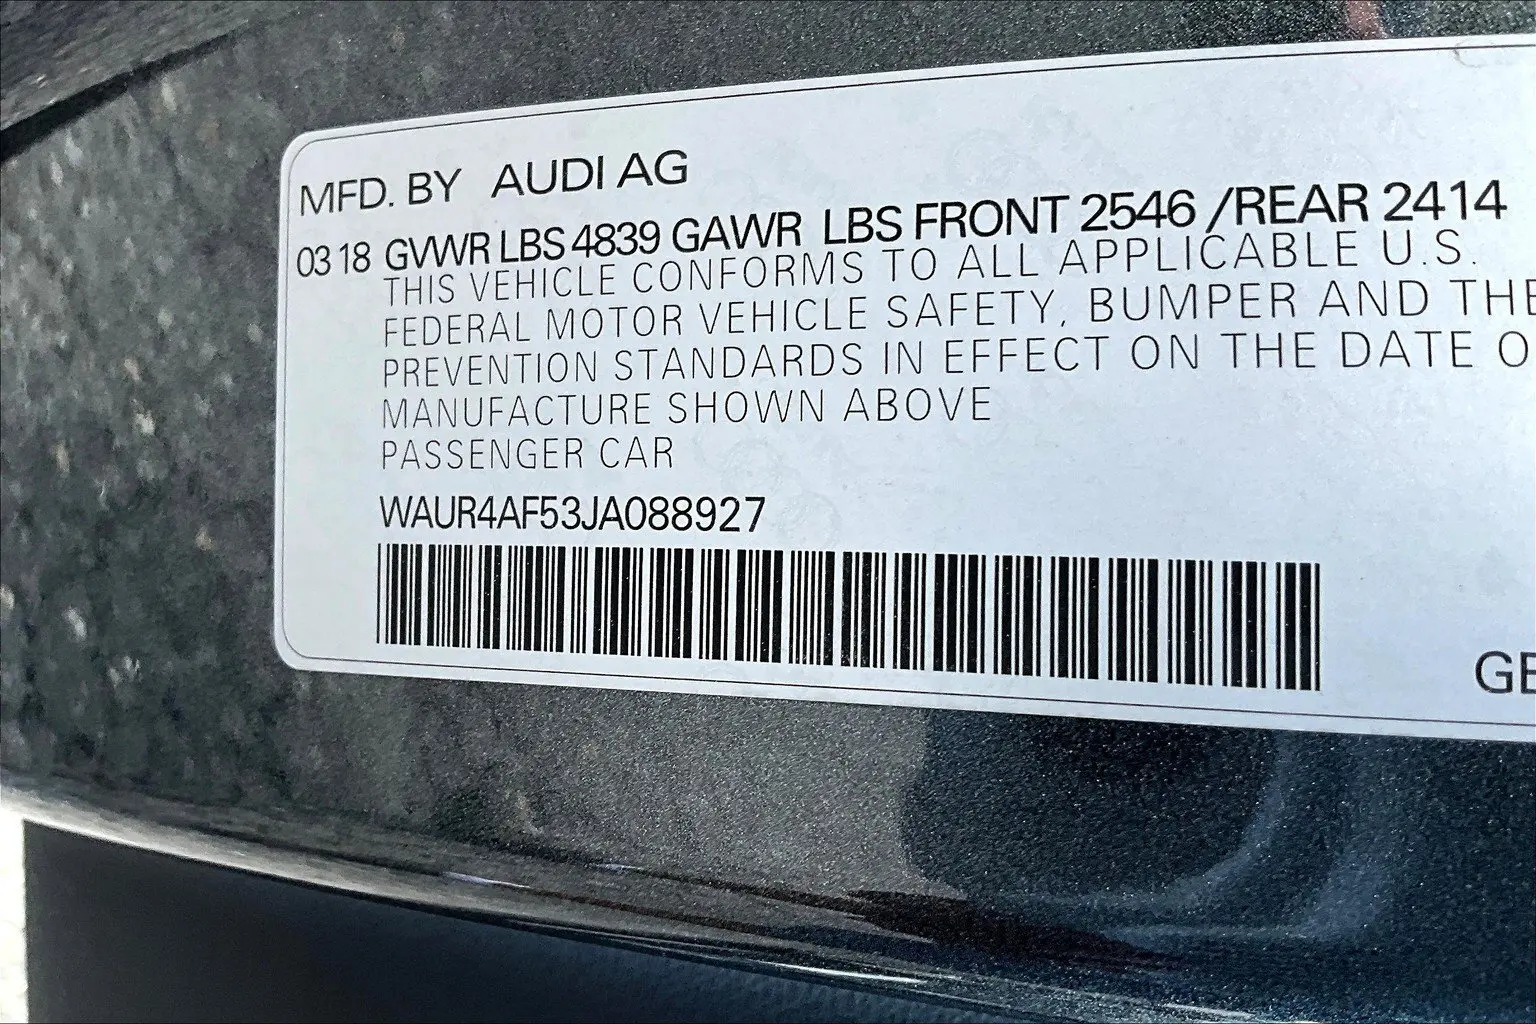 MFD. BY AUDI AG
03 18 GVWR LBS 4839 GAWR LBS FRONT 2546 /REAR 2414
THIS VEHICLE CONFORMS TO ALL APPLICABLE U.S.
FEDERAL MOTOR VEHICLE SAFETY, BUMPER AND THE
PREVENTION STANDARDS IN EFFECT ON THE DATE O
MANUFACTURE SHOWN ABOVE
PASSENGER CAR
WAUR4AF53JA088927
GE